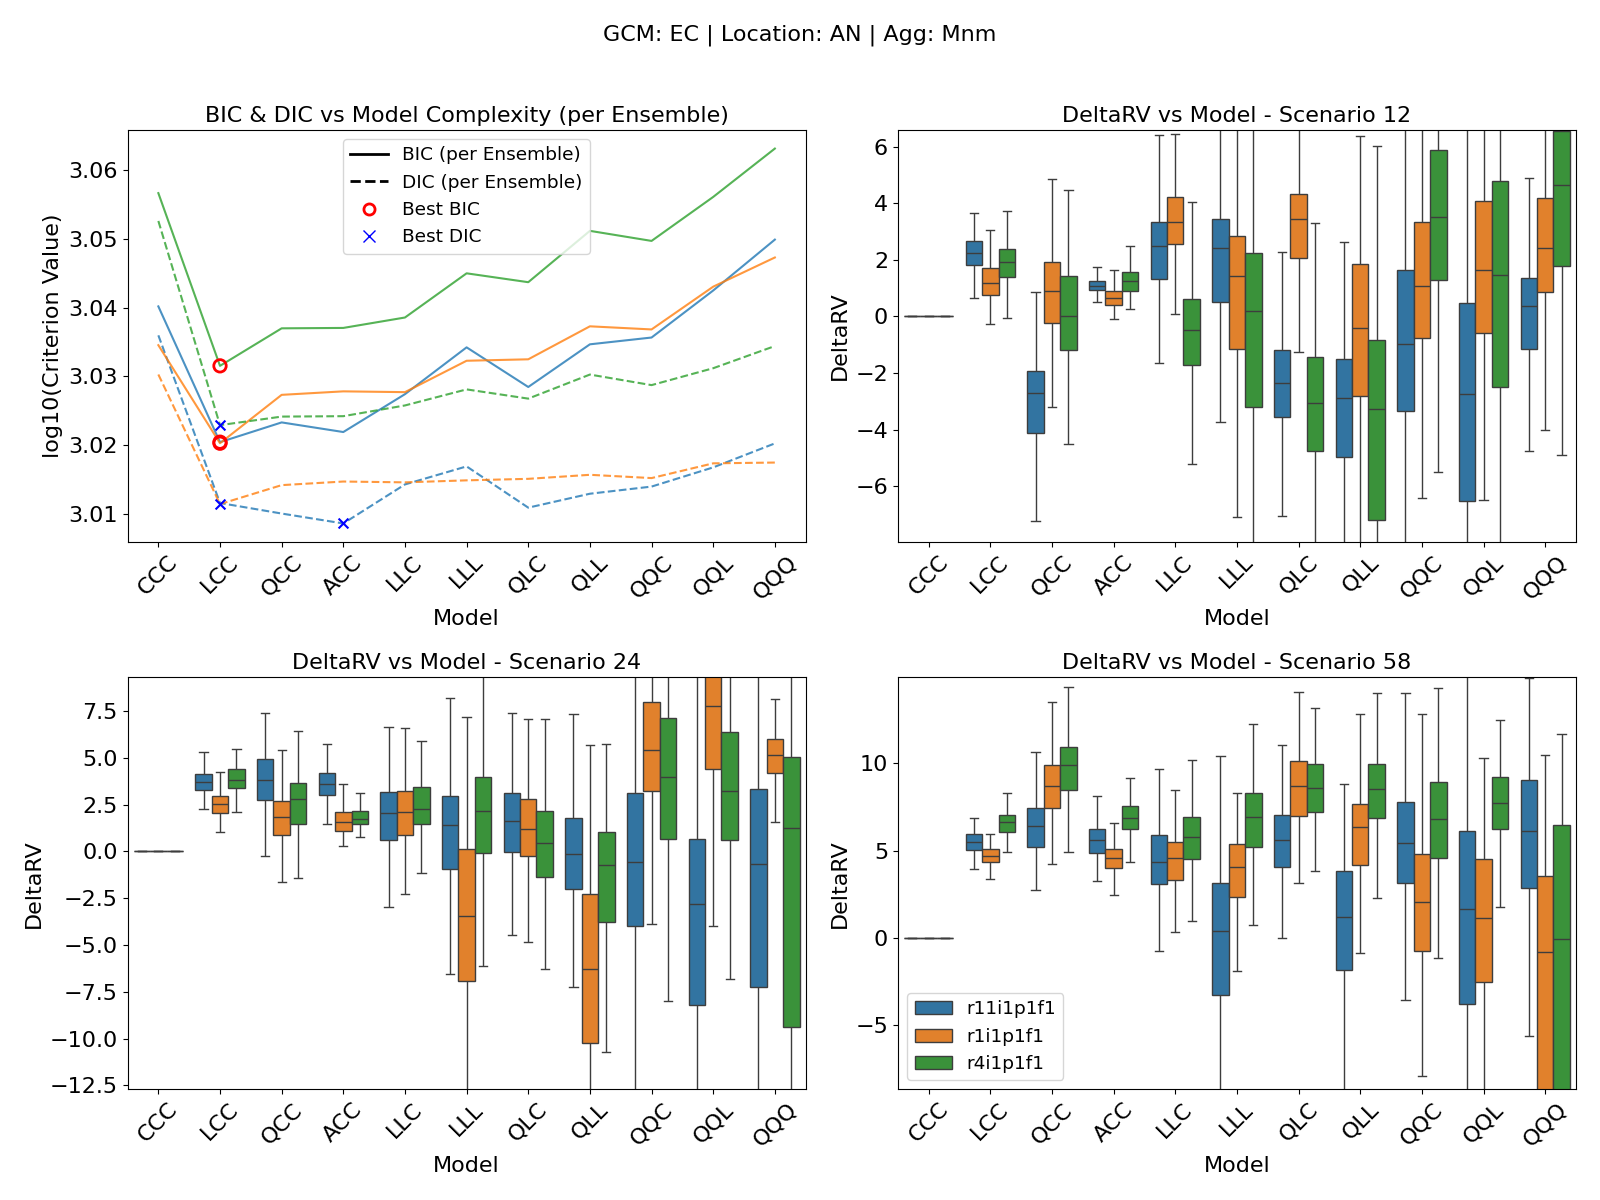 GCM: EC | Location: AN | Agg: Mnm
BIC & DIC vs Model Complexity (per Ensemble)
log10(Criterion Value)
3.06
3.05
3.04
3.03
3.02
3.01
BIC (per Ensemble)
DIC (per Ensemble)
Best BIC
Best DIC
CCC LCC QCC ACC LLC LLL QLC QLL QQC QQL QQQ
Model
DeltaRV vs Model - Scenario 12
DeltaRV
6
4
2
0
−2
−4
−6
CCC LCC QCC ACC LLC LLL QLC QLL QQC QQL QQQ
Model
DeltaRV vs Model - Scenario 24
DeltaRV
7.5
5.0
2.5
0.0
−2.5
−5.0
−7.5
−10.0
−12.5
CCC LCC QCC ACC LLC LLL QLC QLL QQC QQL QQQ
Model
DeltaRV vs Model - Scenario 58
DeltaRV
10
5
0
−5
r11i1p1f1
r1i1p1f1
r4i1p1f1
CCC LCC QCC ACC LLC LLL QLC QLL QQC QQL QQQ
Model